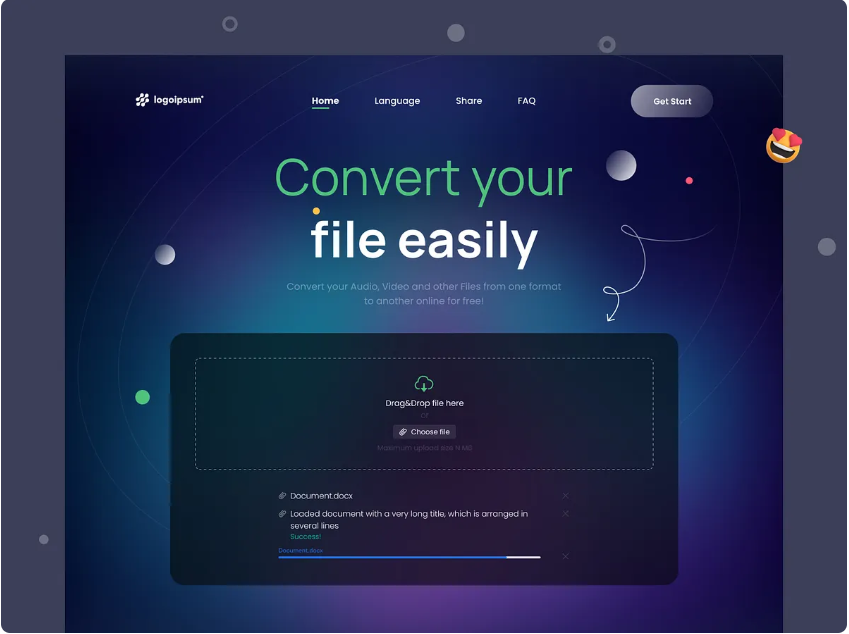 logoipsum
Home
Language
Share
FAQ
Get Start
Convert your
file easily
Convert your Audio, Video and other Files from one format
to another online for free!
Drag&Drop file here
or
Choose file
Maximum upload size N MB
Document.docx
Loaded document with a very long title, which is arranged in
several lines
Success!
Document.docx